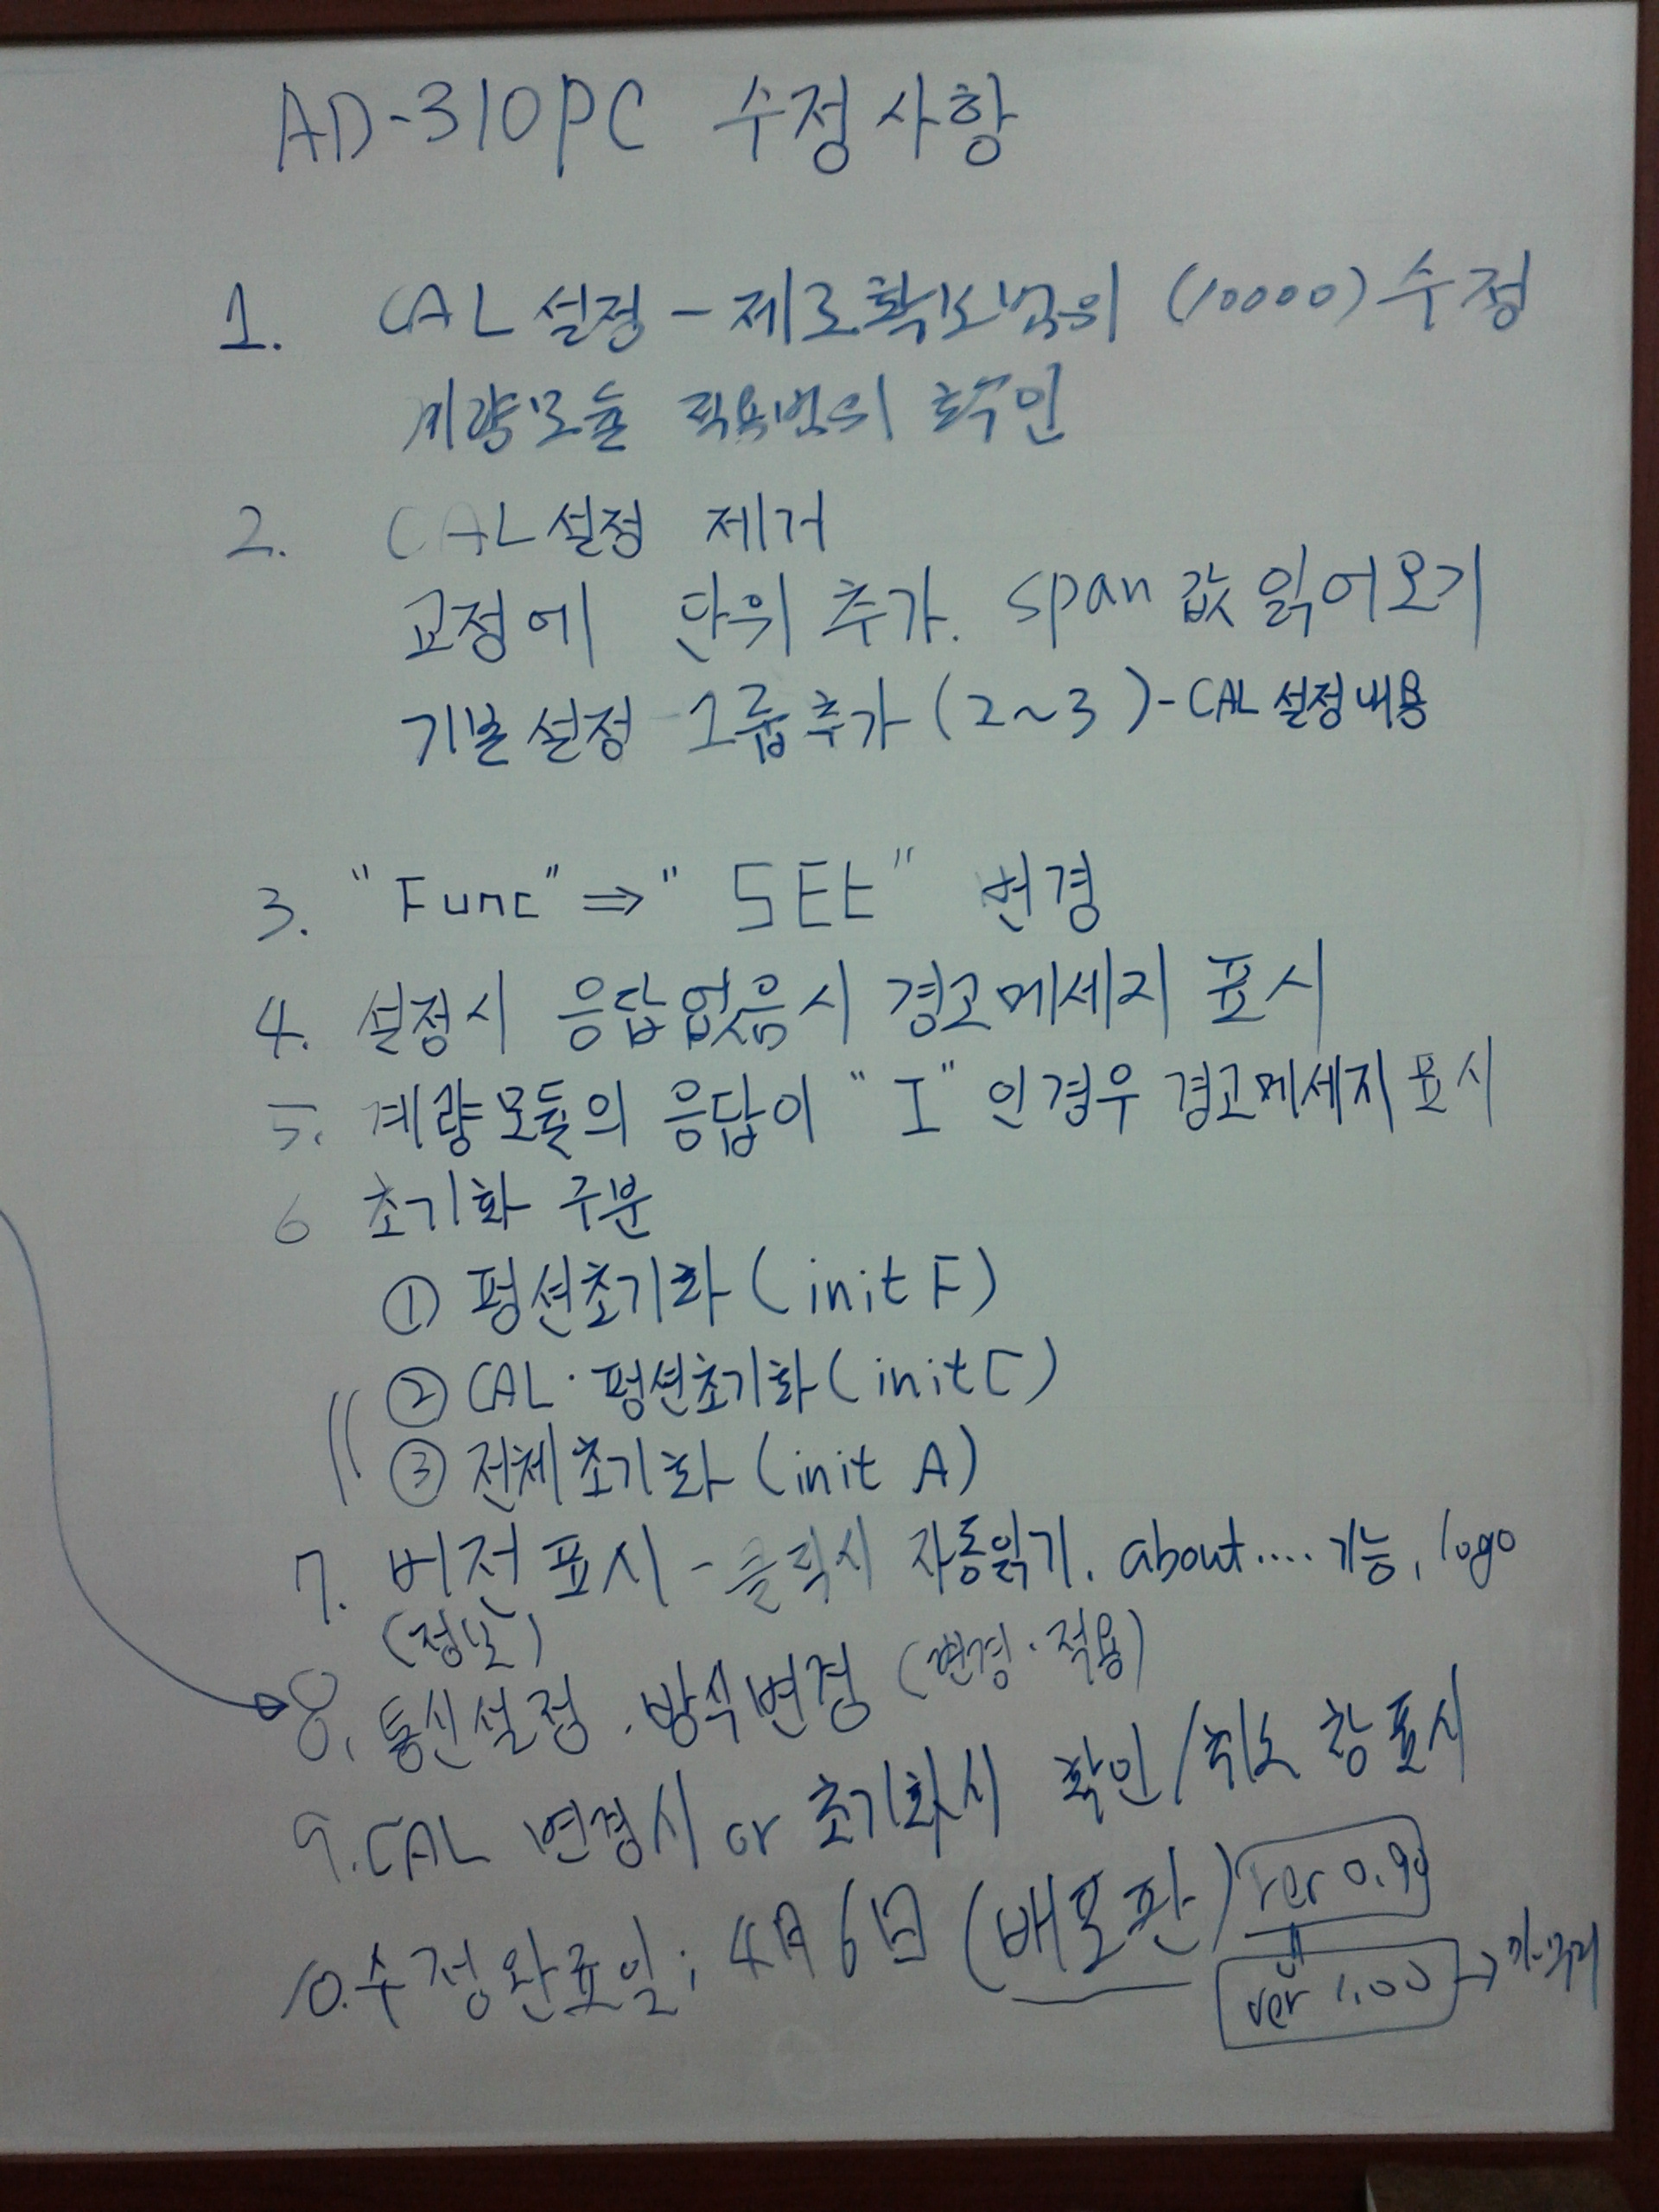 AD-310PC 수정사항
1. CAL 설정 - 제로확보범위 (10000) 수정
계량모듈 적용범위 확인
2. CAL설정 제거
교정에 단위 추가. span 값 읽어오기
기본설정 그룹추가 (2~3) - CAL 설정내용
3. "Func" ⇒ "SEt" 변경
4. 설정시 응답없음시 경고메세지 표시
5. 계량모듈의 응답이 "I" 인경우 경고메세지 표시
6 초기화 구분
① 펑션초기화 (init F)
② CAL · 펑션초기화 (init C)
③ 전체초기화 (init A)
7. 버전표시 - 클릭시 자동읽기. about.... 기능, logo
(정보)
8. 통신설정. 방식변경 (변경·적용)
9. CAL 변경시 or 초기화시 확인/취소 창 표시
10. 수정완료일; 4月 6日 (배포판) ver 0.99
ver 1.00 →